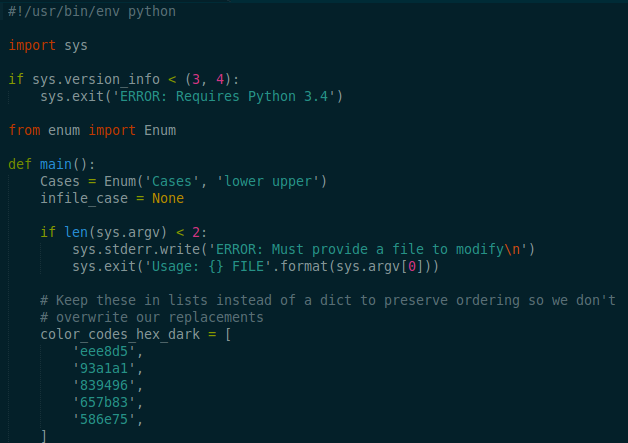 #!/usr/bin/env python
import sys
if sys.version_info < (3, 4):
    sys.exit('ERROR: Requires Python 3.4')
from enum import Enum
def main():
    Cases = Enum('Cases', 'lower upper')
    infile_case = None
    if len(sys.argv) < 2:
        sys.stderr.write('ERROR: Must provide a file to modify\n')
        sys.exit('Usage: {} FILE'.format(sys.argv[0]))
    # Keep these in lists instead of a dict to preserve ordering so we don't
    # overwrite our replacements
    color_codes_hex_dark = [
        'eee8d5',
        '93a1a1',
        '839496',
        '657b83',
        '586e75',
    ]